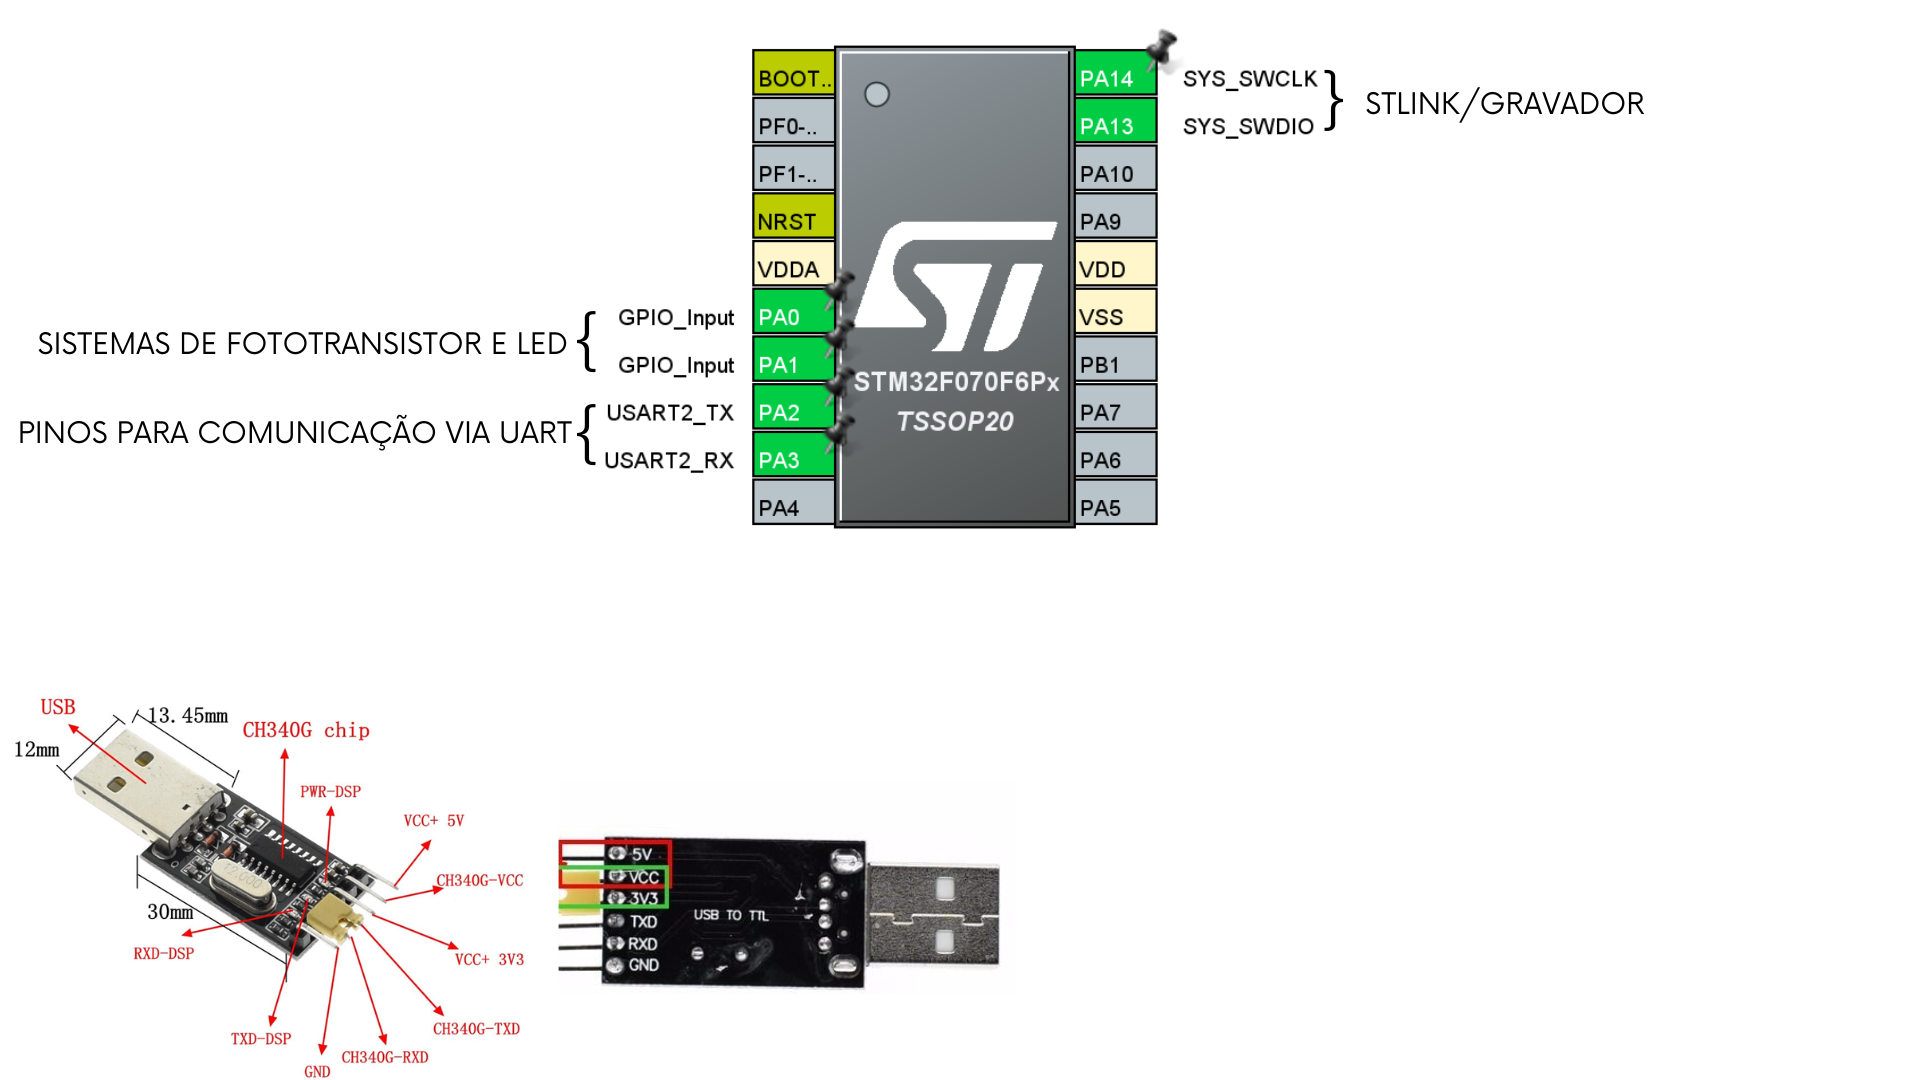 BOOT..
PF0-..
PF1-..
NRST
VDDA
PA0
PA1
PA2
PA3
PA4
PA14
PA13
PA10
PA9
VDD
VSS
PB1
PA7
PA6
PA5
SYS_SWCLK
SYS_SWDIO
STLINK/GRAVADOR
GPIO_Input
GPIO_Input
SISTEMAS DE FOTOTRANSISTOR E LED
USART2_TX
USART2_RX
PINOS PARA COMUNICAÇÃO VIA UART
ST
STM32F070F6Px
TSSOP20
USB
13.45mm
12mm
CH340G chip
PWR-DSP
VCC+ 5V
CH340G-VCC
30mm
RXD-DSP
VCC+ 3V3
TXD-DSP
CH340G-TXD
CH340G-RXD
GND
5V
VCC
3V3
TXD
RXD
GND
USB TO TTL